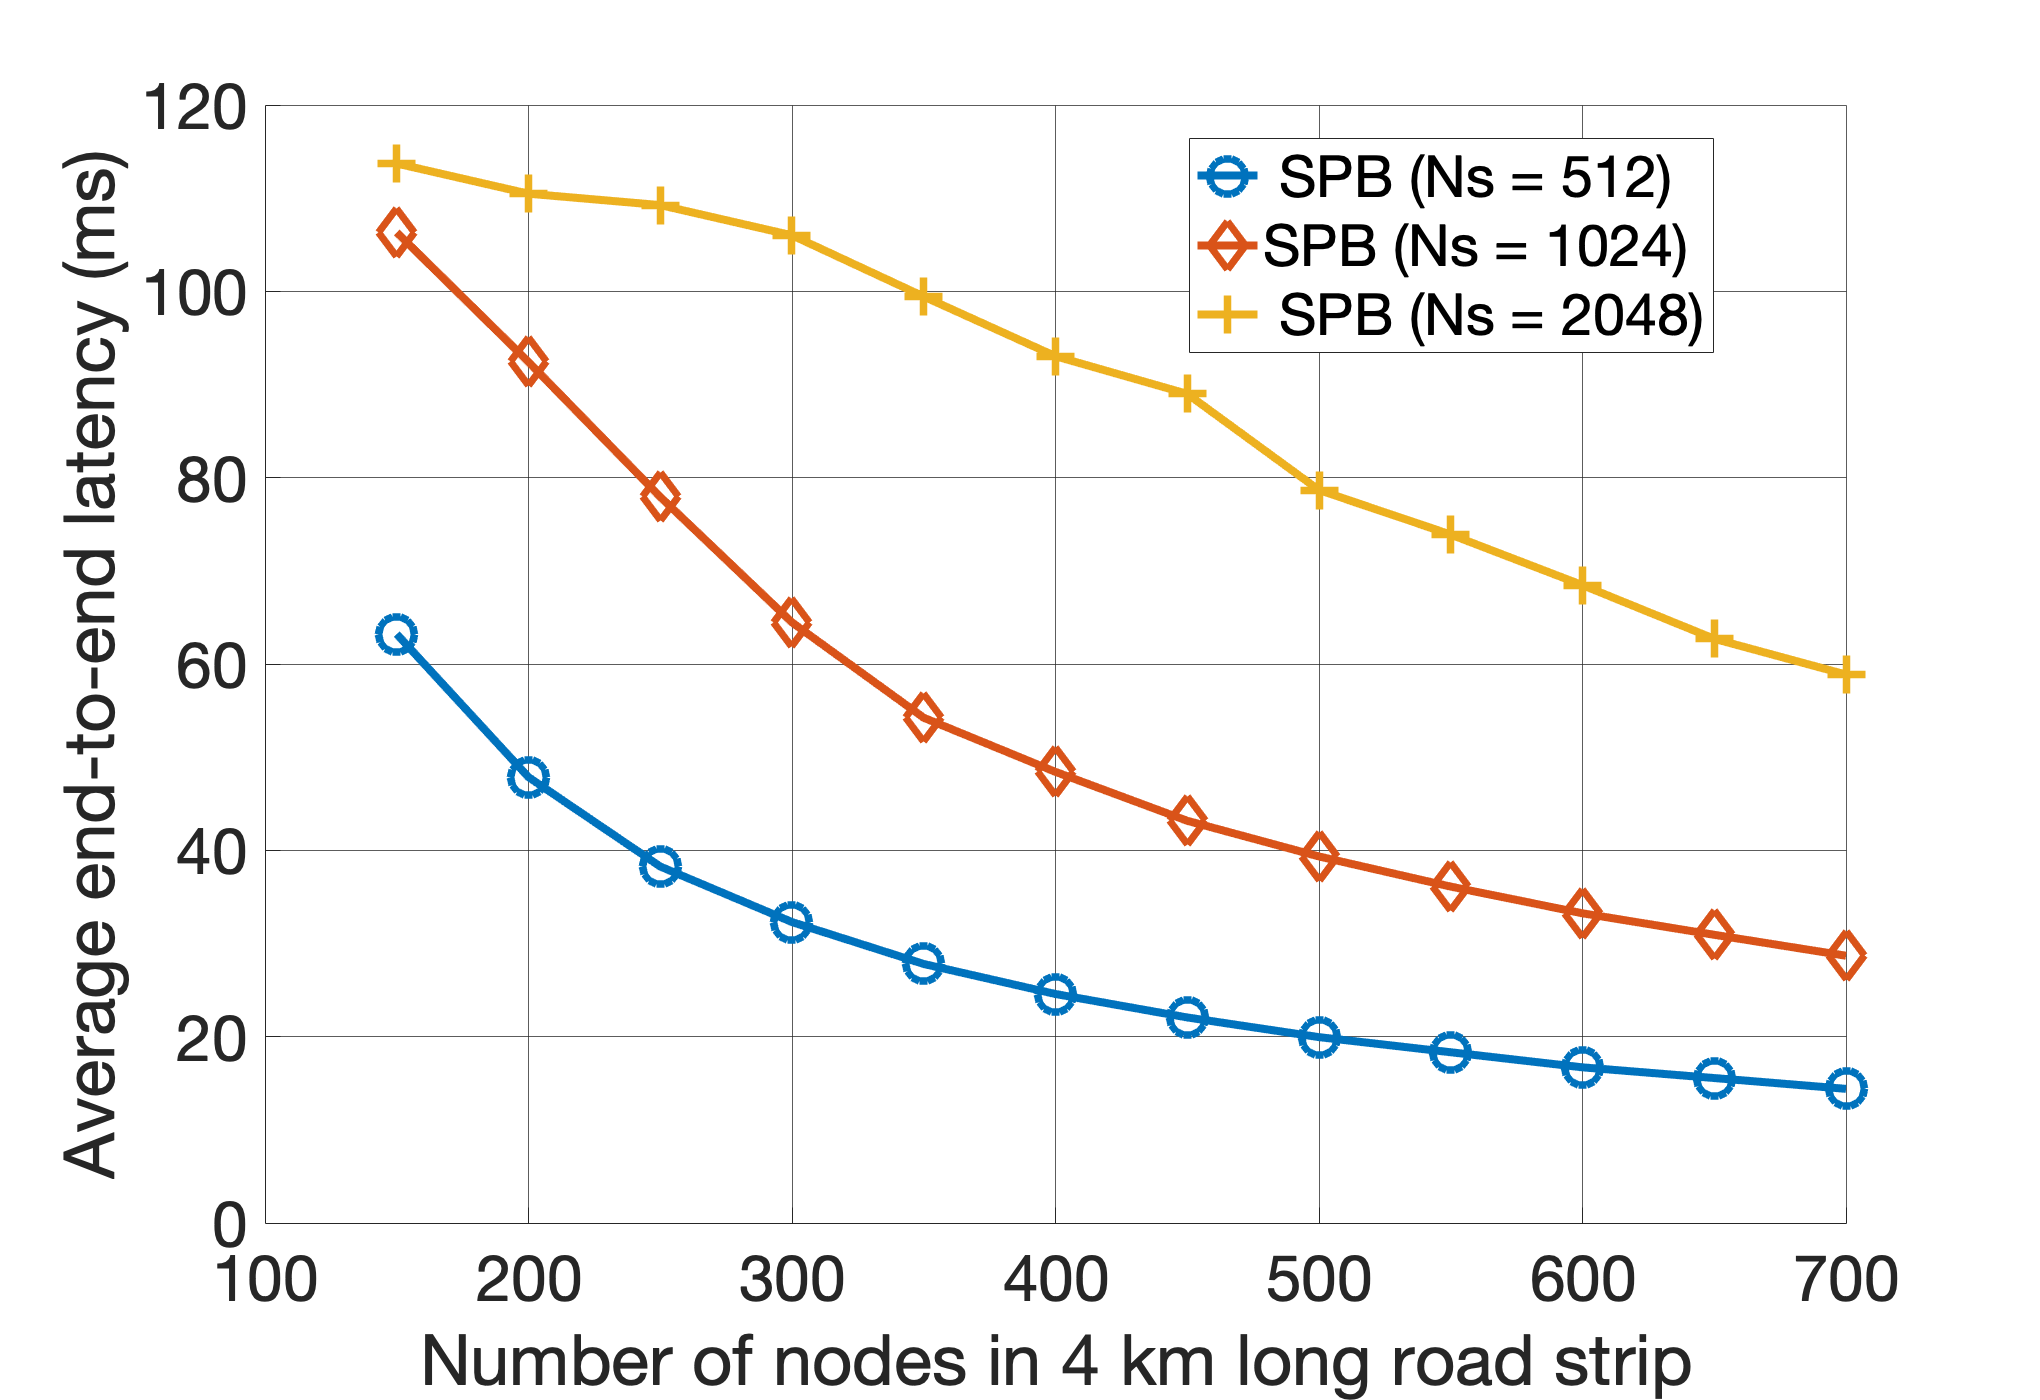 Average end-to-end latency (ms)
120
100
80
60
40
20
0
100 200 300 400 500 600 700
Number of nodes in 4 km long road strip
SPB (Ns = 512)
SPB (Ns = 1024)
SPB (Ns = 2048)